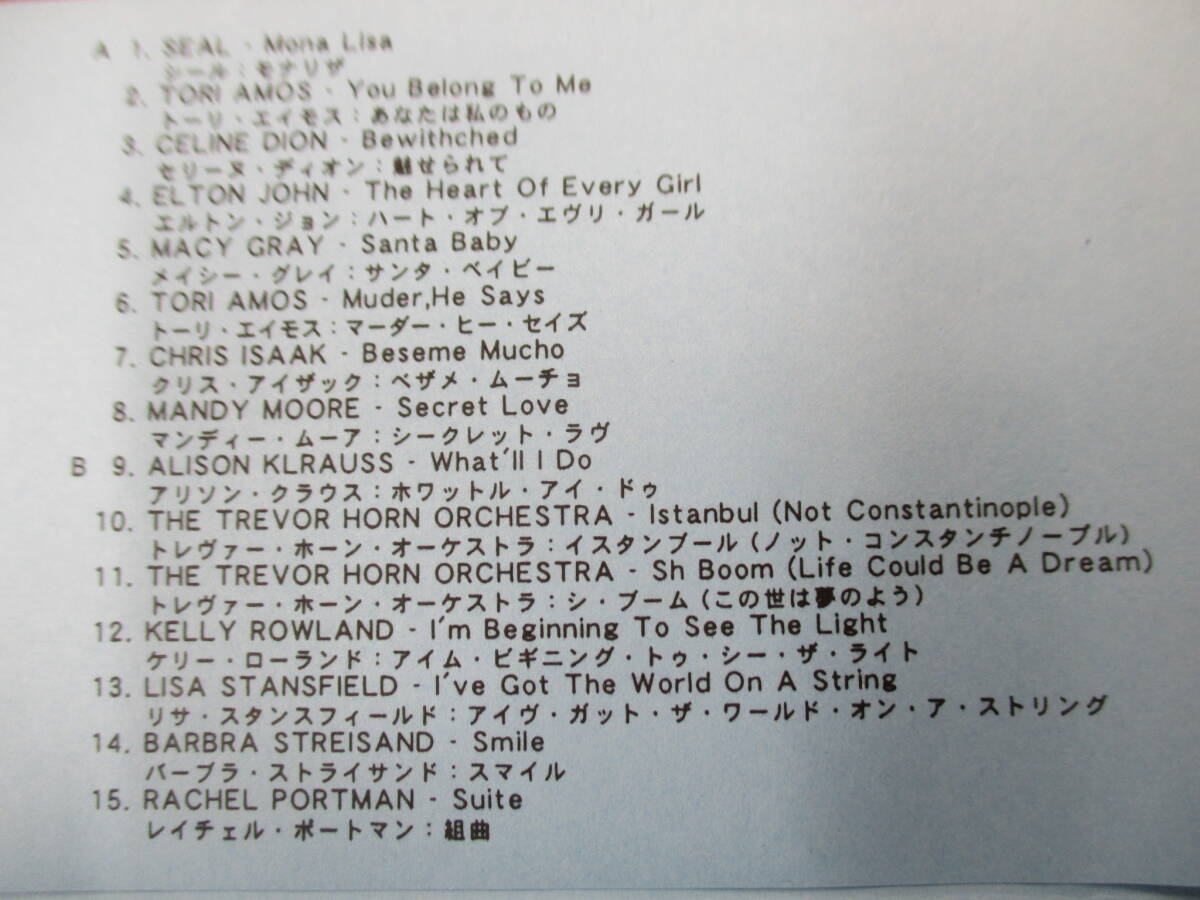 A 1. SEAL - Mona Lisa
シール：モナリザ
2. TORI AMOS - You Belong To Me
トーリ・エイモス：あなたは私のもの
3. CELINE DION - Bewithched
セリーヌ・ディオン：魅せられて
4. ELTON JOHN - The Heart Of Every Girl
エルトン・ジョン：ハート・オブ・エヴリ・ガール
5. MACY GRAY - Santa Baby
メイシー・グレイ：サンタ・ベイビー
6. TORI AMOS - Muder,He Says
トーリ・エイモス：マーダー・ヒー・セイズ
7. CHRIS ISAAK - Beseme Mucho
クリス・アイザック：ベザメ・ムーチョ
8. MANDY MOORE - Secret Love
マンディー・ムーア：シークレット・ラヴ
B 9. ALISON KLRAUSS - What'll I Do
アリソン・クラウス：ホワットル・アイ・ドゥ
10. THE TREVOR HORN ORCHESTRA - Istanbul (Not Constantinople)
トレヴァー・ホーン・オーケストラ：イスタンブール（ノット・コンスタンチノープル）
11. THE TREVOR HORN ORCHESTRA - Sh Boom (Life Could Be A Dream)
トレヴァー・ホーン・オーケストラ：シ・ブーム（この世は夢のよう）
12. KELLY ROWLAND - I'm Beginning To See The Light
ケリー・ローランド：アイム・ビギニング・トゥ・シー・ザ・ライト
13. LISA STANSFIELD - I've Got The World On A String
リサ・スタンスフィールド：アイヴ・ガット・ザ・ワールド・オン・ア・ストリング
14. BARBRA STREISAND - Smile
バーブラ・ストライサンド：スマイル
15. RACHEL PORTMAN - Suite
レイチェル・ポートマン：組曲